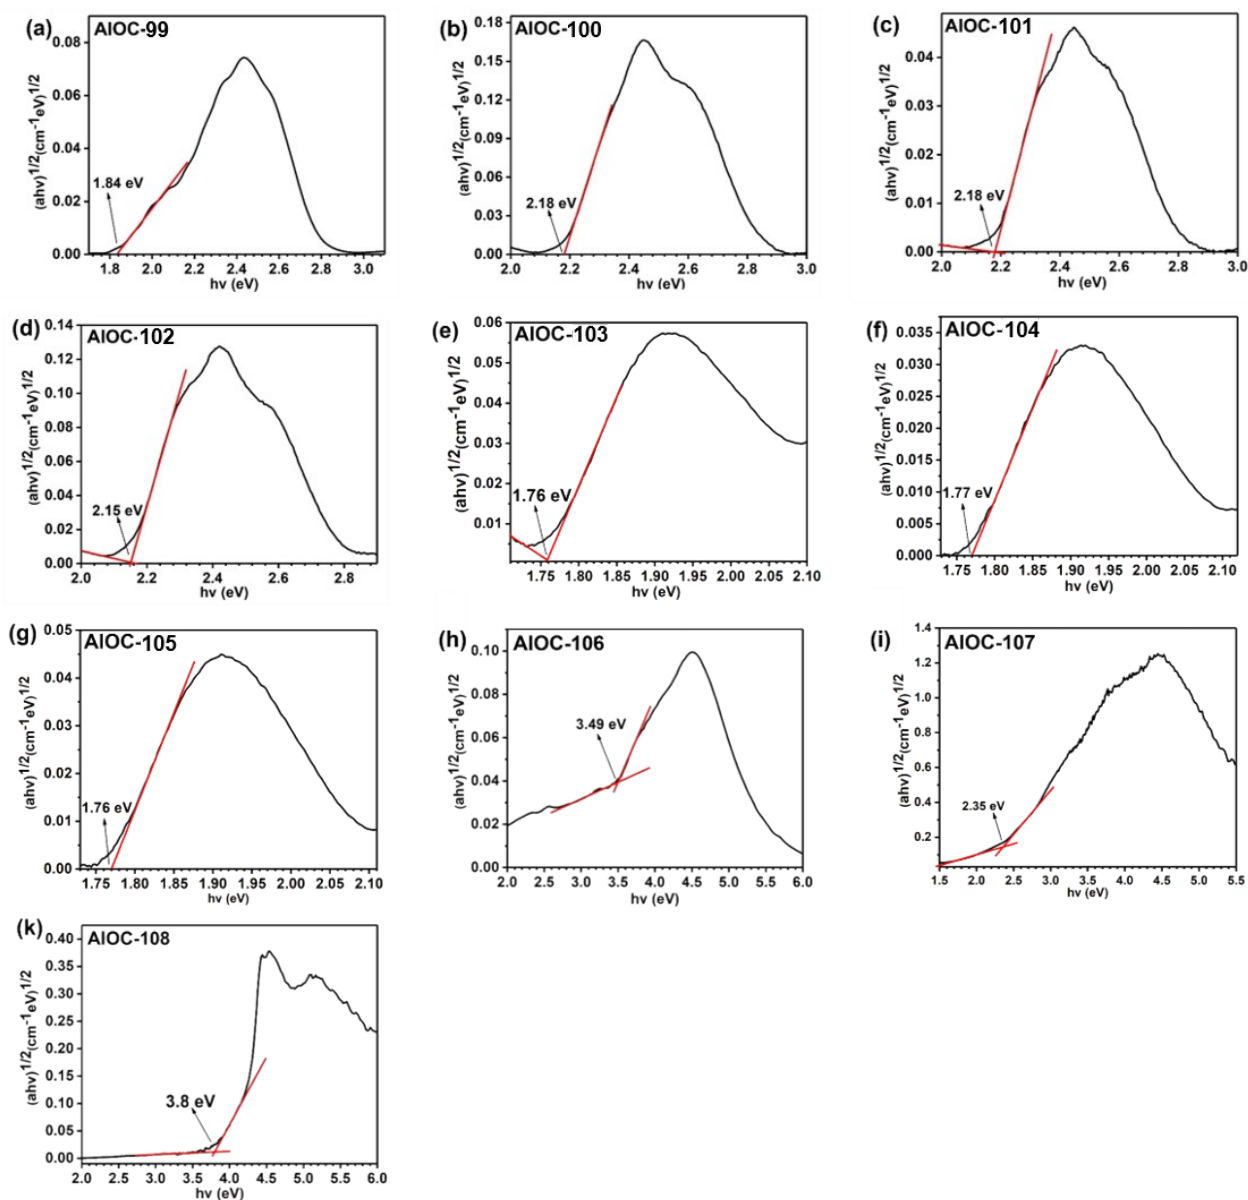 (a)
AlOC-99
(ahv)1/2(cm-1eV)1/2
0.08
0.06
0.04
0.02
0.00
1.84 eV
1.8 2.0 2.2 2.4 2.6 2.8 3.0
hv (eV)
(b)
AlOC-100
(ahv)1/2(cm-1eV)1/2
0.18
0.15
0.12
0.09
0.06
0.03
0.00
2.18 eV
2.0 2.2 2.4 2.6 2.8 3.0
hv (eV)
(c)
AlOC-101
(ahv)1/2(cm-1eV)1/2
0.04
0.03
0.02
0.01
0.00
2.18 eV
2.0 2.2 2.4 2.6 2.8 3.0
hv (eV)
(d)
AlOC-102
(ahv)1/2(cm-1eV)1/2
0.14
0.12
0.10
0.08
0.06
0.04
0.02
0.00
2.15 eV
2.0 2.2 2.4 2.6 2.8
hv (eV)
(e)
AlOC-103
(ahv)1/2(cm-1eV)1/2
0.06
0.05
0.04
0.03
0.02
0.01
1.76 eV
1.75 1.80 1.85 1.90 1.95 2.00 2.05 2.10
hv (eV)
(f)
AlOC-104
(ahv)1/2(cm-1eV)1/2
0.035
0.030
0.025
0.020
0.015
0.010
0.005
0.000
1.77 eV
1.75 1.80 1.85 1.90 1.95 2.00 2.05 2.10
hv (eV)
(g)
AlOC-105
(ahv)1/2(cm-1eV)1/2
0.05
0.04
0.03
0.02
0.01
0.00
1.76 eV
1.75 1.80 1.85 1.90 1.95 2.00 2.05 2.10
hv (eV)
(h)
AlOC-106
(ahv)1/2(cm-1eV)1/2
0.10
0.08
0.06
0.04
0.02
0.00
3.49 eV
2.0 2.5 3.0 3.5 4.0 4.5 5.0 5.5 6.0
hv (eV)
(i)
AlOC-107
(ahv)1/2(cm-1eV)1/2
1.4
1.2
1.0
0.8
0.6
0.4
0.2
2.35 eV
1.5 2.0 2.5 3.0 3.5 4.0 4.5 5.0 5.5
hv (eV)
(k)
AlOC-108
(ahv)1/2(cm-1eV)1/2
0.40
0.35
0.30
0.25
0.20
0.15
0.10
0.05
0.00
3.8 eV
2.0 2.5 3.0 3.5 4.0 4.5 5.0 5.5 6.0
hv (eV)